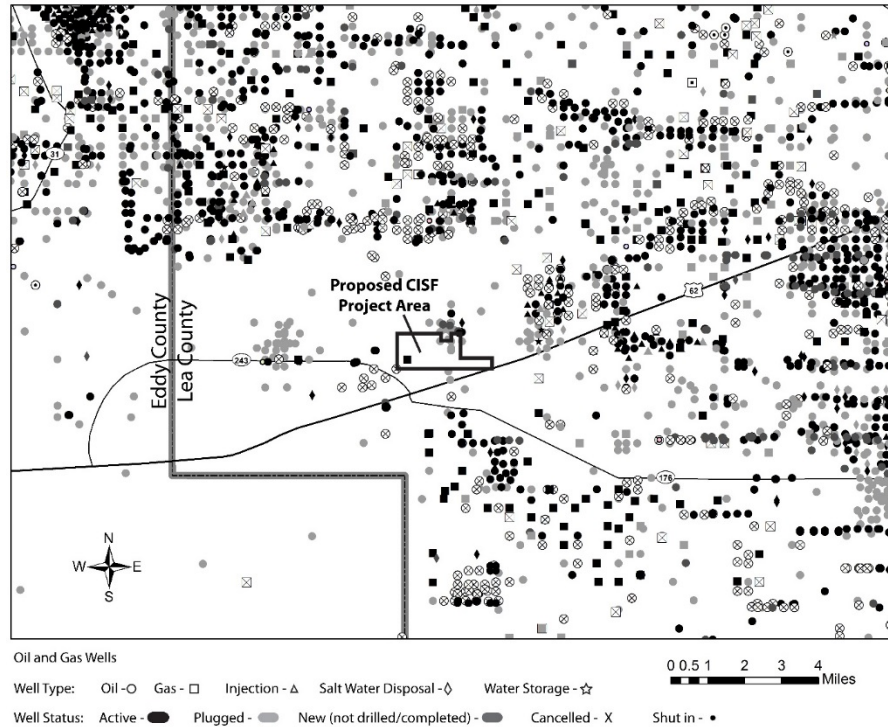 31
Proposed CISF
Project Area
62
Eddy County
Lea County
243
176
N
W E
S
Oil and Gas Wells
0 0.5 1 2 3 4
Miles
Well Type: Oil - Gas - Injection - Salt Water Disposal - Water Storage -
Well Status: Active - Plugged - New (not drilled/completed) - Cancelled - X Shut in -